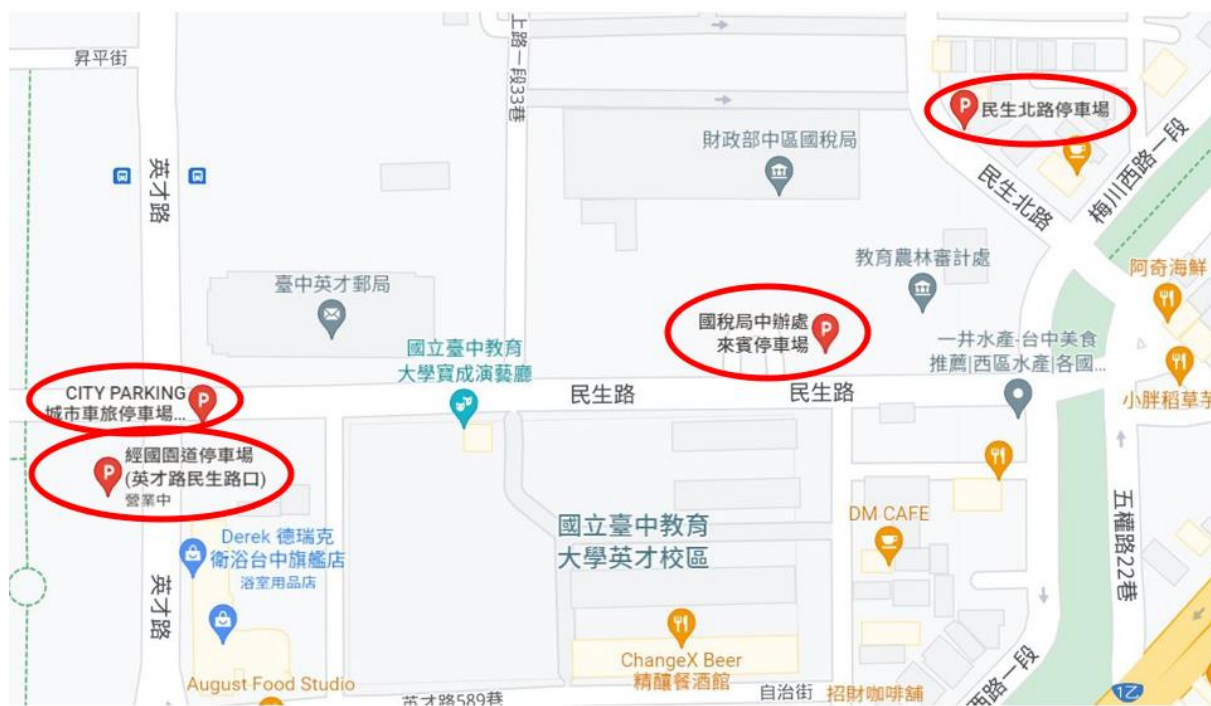 昇平街
上路一段33巷
民生北路停車場
財政部中區國稅局
英才路
民生北路
梅川西路一段
教育農林審計處
阿奇海鮮
臺中英才郵局
國稅局中辦處
來賓停車場
一井水產-台中美食
推薦|西區水產|各國...
國立臺中教育
大學寶成演藝廳
CITY PARKING
城市車旅停車場...
民生路
民生路
小胖稻草芋
經國園道停車場
(英才路民生路口)
營業中
國立臺中教育
大學英才校區
DM CAFE
五權路22巷
Derek 德瑞克
衛浴台中旗艦店
浴室用品店
英才路
ChangeX Beer
精釀餐酒館
August Food Studio
英才路589巷
自治街
招財咖啡舖
西路一段
1乙